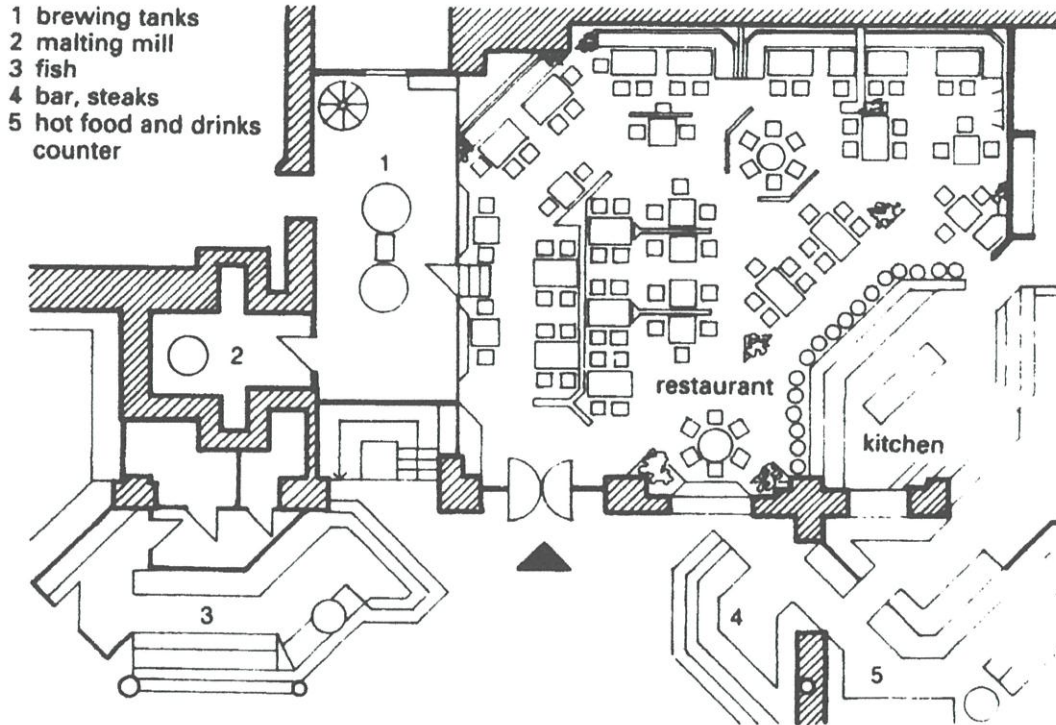 1 brewing tanks
2 malting mill
3 fish
4 bar, steaks
5 hot food and drinks
counter
1
2
restaurant
kitchen
3
4
5